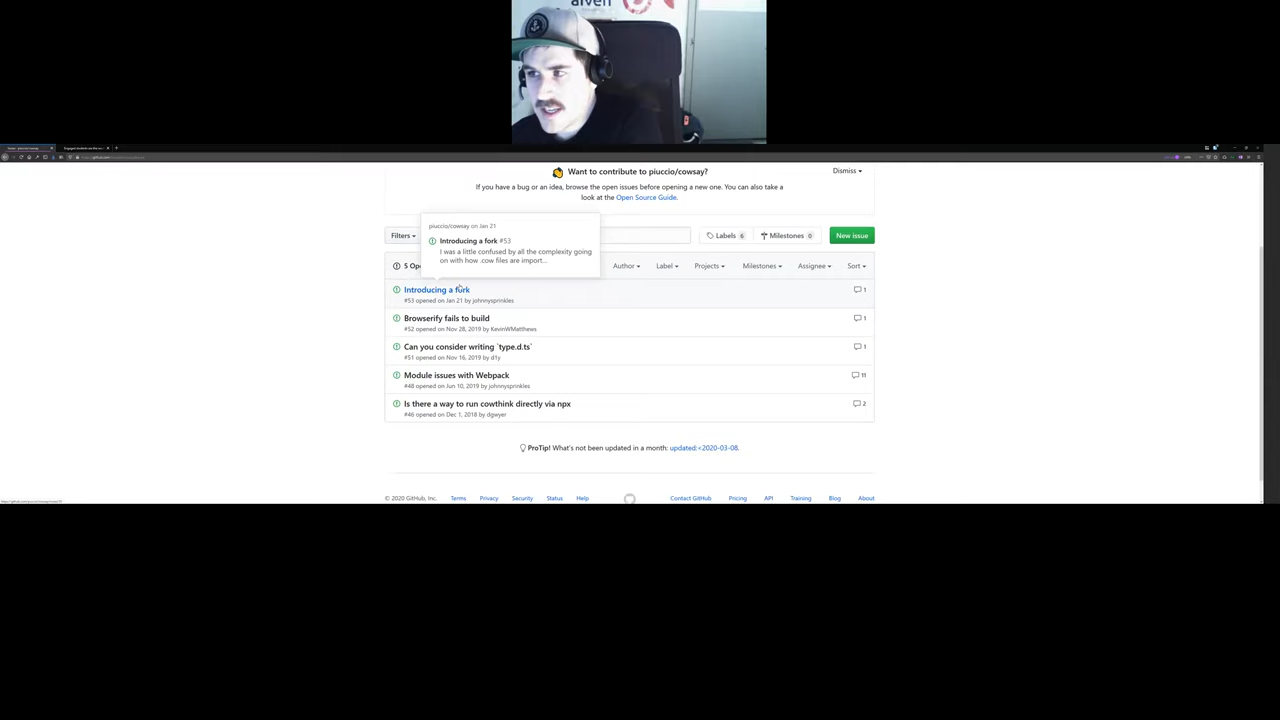 aiven
Want to contribute to piuccio/cowsay?
Dismiss
If you have a bug or an idea, browse the open issues before opening a new one. You can also take a
look at the Open Source Guide.
piuccio/cowsay on Jan 21
Introducing a fork #53
I was a little confused by all the complexity going
on with how .cow files are import...
Filters
Labels 6
Milestones 0
New issue
5 Op
Author
Label
Projects
Milestones
Assignee
Sort
Introducing a fork
1
#53 opened on Jan 21 by johnnysprinkles
Browserify fails to build
1
#52 opened on Nov 28, 2019 by KevinWMatthews
Can you consider writing `type.d.ts`
1
#51 opened on Nov 16, 2019 by d1y
Module issues with Webpack
11
#48 opened on Jun 10, 2019 by johnnysprinkles
Is there a way to run cowthink directly via npx
2
#46 opened on Dec 1, 2018 by dgwyer
ProTip! What's not been updated in a month: updated:<2020-03-08.
© 2020 GitHub, Inc.
Terms
Privacy
Security
Status
Help
Contact GitHub
Pricing
API
Training
Blog
About